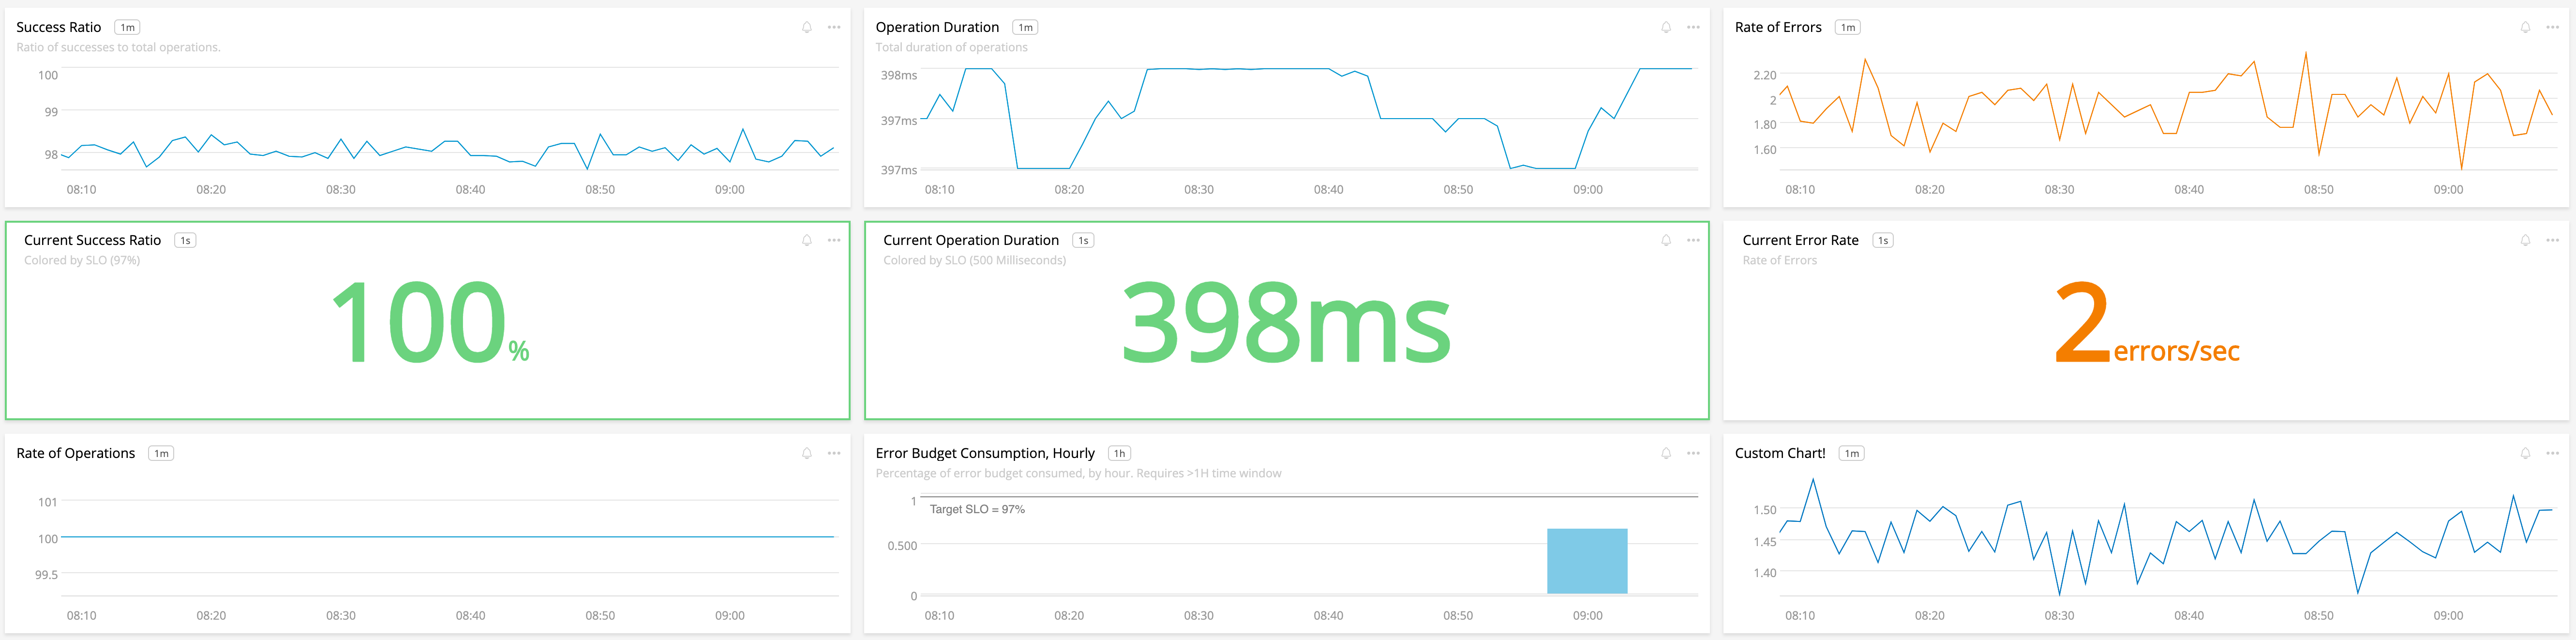 Success Ratio 1m
Ratio of successes to total operations.
100
99
98
08:10 08:20 08:30 08:40 08:50 09:00
Operation Duration 1m
Total duration of operations
398ms
397ms
397ms
08:10 08:20 08:30 08:40 08:50 09:00
Rate of Errors 1m
2.20
2
1.80
1.60
08:10 08:20 08:30 08:40 08:50 09:00
Current Success Ratio 1s
Colored by SLO (97%)
100%
Current Operation Duration 1s
Colored by SLO (500 Milliseconds)
398ms
Current Error Rate 1s
Rate of Errors
2 errors/sec
Rate of Operations 1m
101
100
99.5
08:10 08:20 08:30 08:40 08:50 09:00
Error Budget Consumption, Hourly 1h
Percentage of error budget consumed, by hour. Requires >1H time window
1
Target SLO = 97%
0.500
0
08:10 08:20 08:30 08:40 08:50 09:00
Custom Chart! 1m
1.50
1.45
1.40
08:10 08:20 08:30 08:40 08:50 09:00